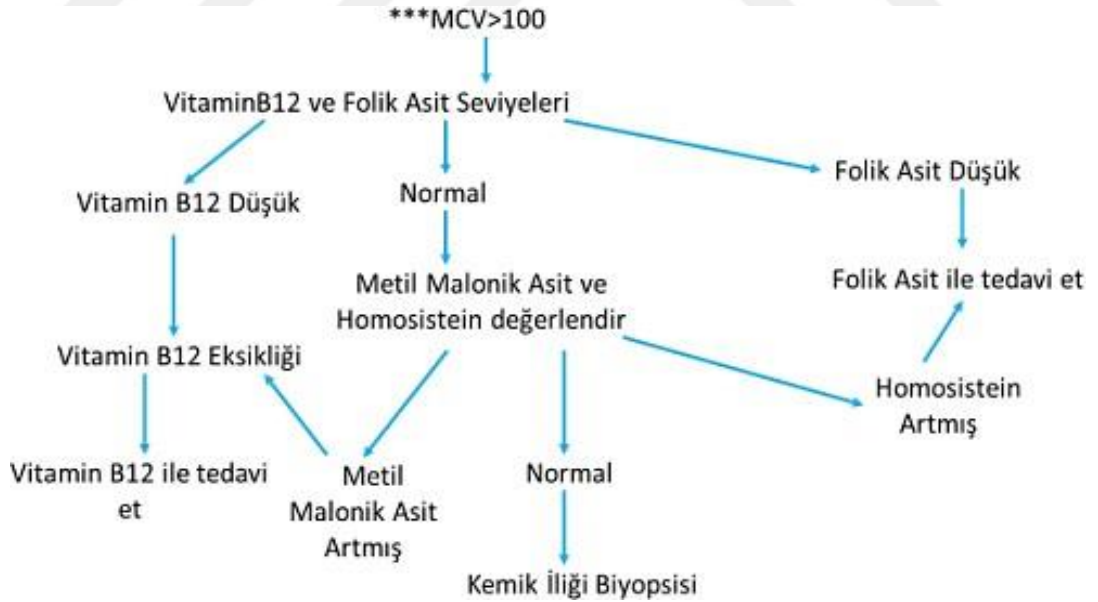 ***MCV>100
VitaminB12 ve Folik Asit Seviyeleri
Vitamin B12 Düşük
Normal
Folik Asit Düşük
Metil Malonik Asit ve
Homosistein değerlendir
Folik Asit ile tedavi et
Vitamin B12 Eksikliği
Homosistein
Artmış
Vitamin B12 ile tedavi
et
Metil
Malonik Asit
Artmış
Normal
Kemik İliği Biyopsisi